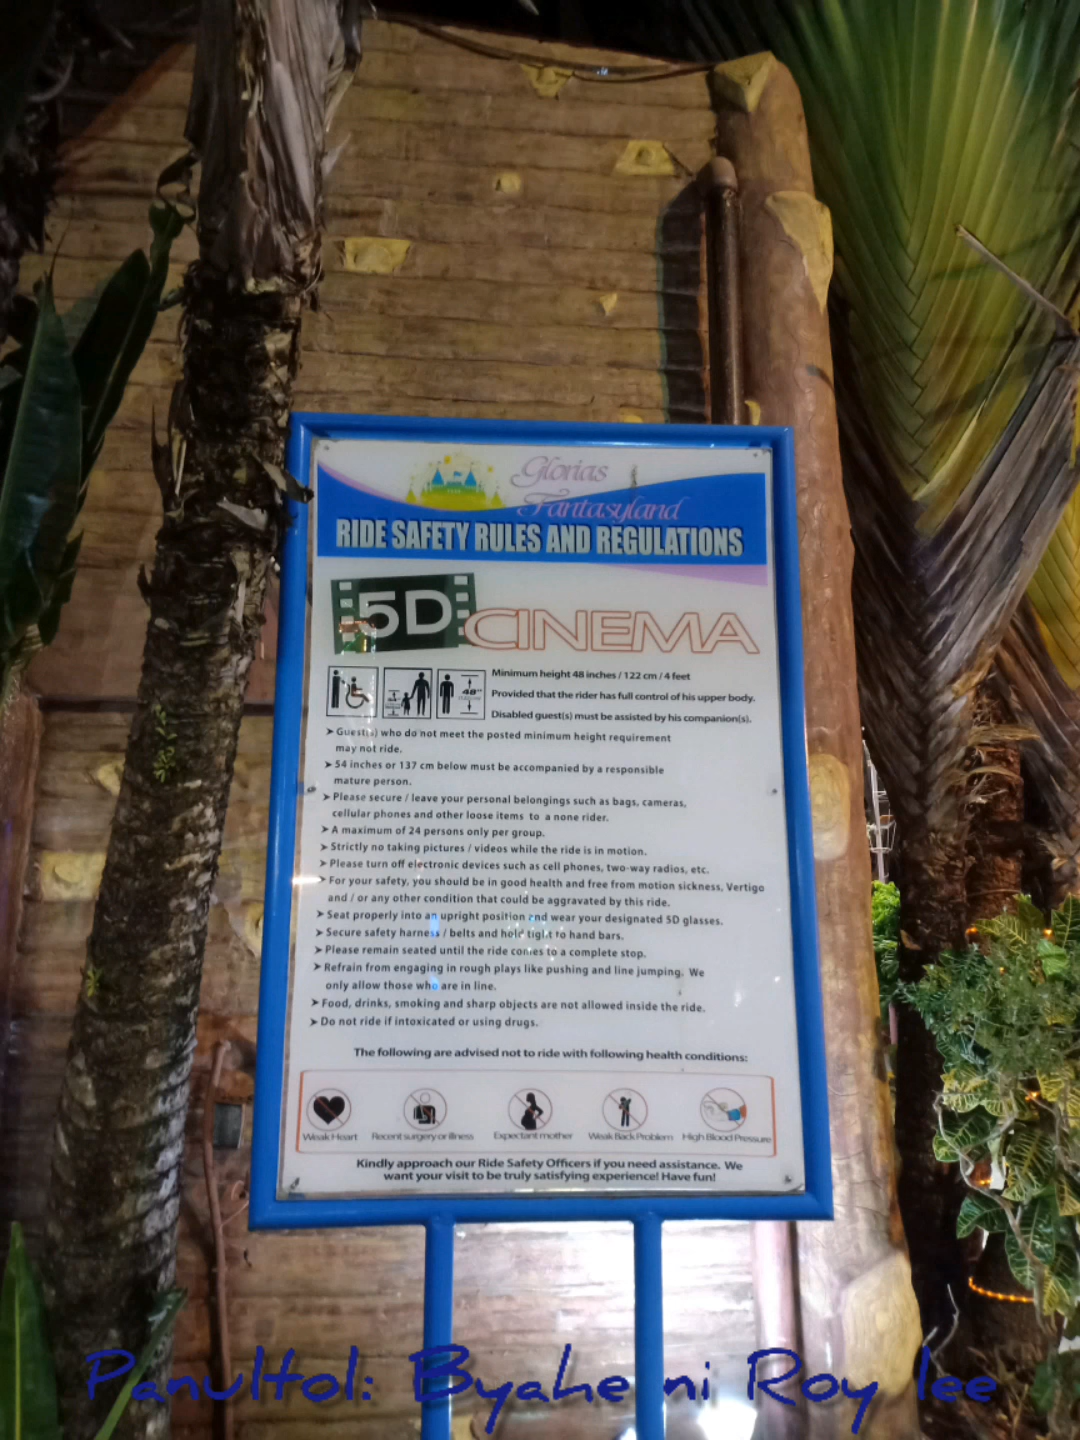 Glorias
Fantasyland
RIDE SAFETY RULES AND REGULATIONS
5D CINEMA
48"
Minimum height 48 inches / 122 cm / 4 feet
Provided that the rider has full control of his upper body.
Disabled guest(s) must be assisted by his companion(s).
➤ Guest(s) who do not meet the posted minimum height requirement
may not ride.
➤ 54 inches or 137 cm below must be accompanied by a responsible
mature person.
➤ Please secure / leave your personal belongings such as bags, cameras,
cellular phones and other loose items to a none rider.
➤ A maximum of 24 persons only per group.
➤ Strictly no taking pictures / videos while the ride is in motion.
➤ Please turn off electronic devices such as cell phones, two-way radios, etc.
➤ For your safety, you should be in good health and free from motion sickness, Vertigo
and / or any other condition that could be aggravated by this ride.
➤ Seat properly into an upright position and wear your designated 5D glasses.
➤ Secure safety harness / belts and hold tight to hand bars.
➤ Please remain seated until the ride comes to a complete stop.
➤ Refrain from engaging in rough plays like pushing and line jumping. We
only allow those who are in line.
➤ Food, drinks, smoking and sharp objects are not allowed inside the ride.
➤ Do not ride if intoxicated or using drugs.
The following are advised not to ride with following health conditions:
Weak Heart Recent surgery or illness Expectant mother Weak Back Problem High Blood Pressure
Kindly approach our Ride Safety Officers if you need assistance. We
want your visit to be truly satisfying experience! Have fun!
Panultol: Byahe ni Roy lee